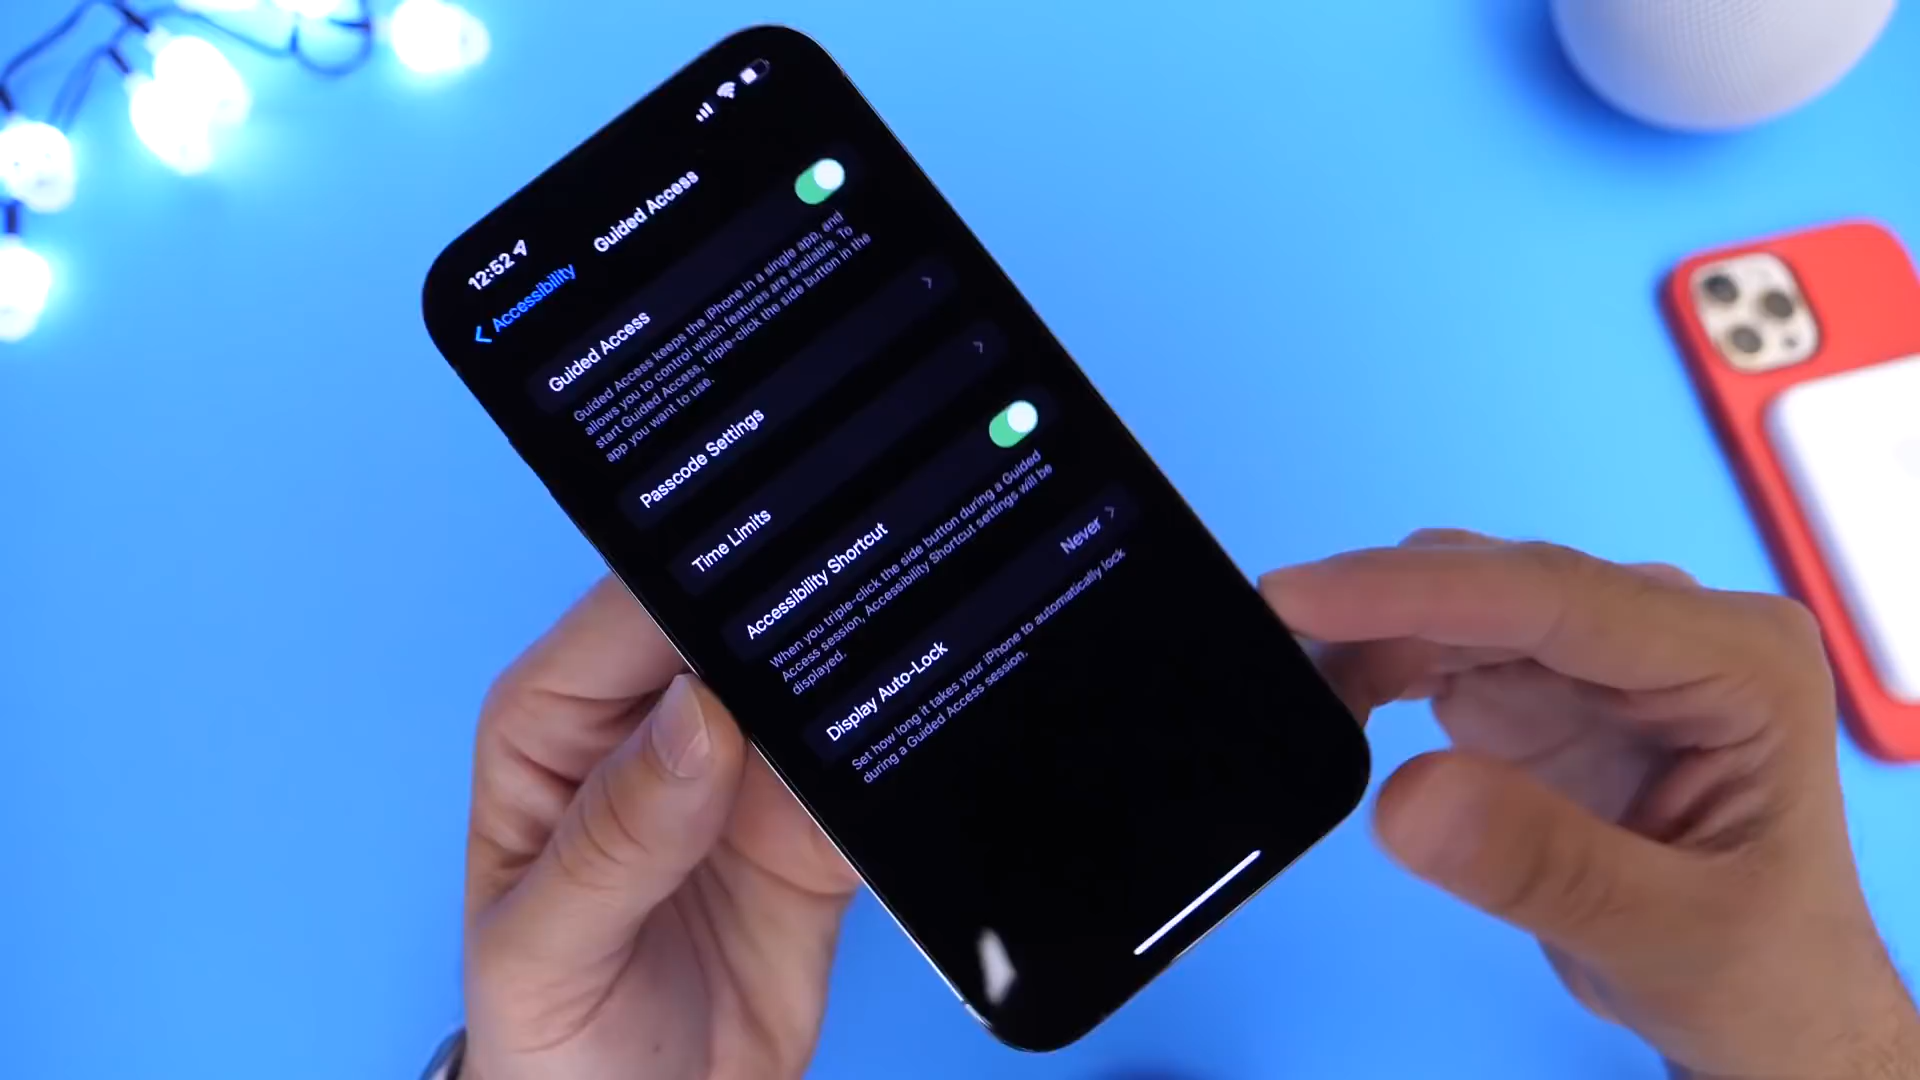 12:52
Accessibility
Guided Access
Guided Access
Guided Access keeps the iPhone in a single app, and
allows you to control which features are available. To
start Guided Access, triple-click the side button in the
app you want to use.
Passcode Settings
Time Limits
Accessibility Shortcut
When you triple-click the side button during a Guided
Access session, Accessibility Shortcut settings will be
displayed.
Display Auto-Lock Never
Set how long it takes your iPhone to automatically lock
during a Guided Access session.